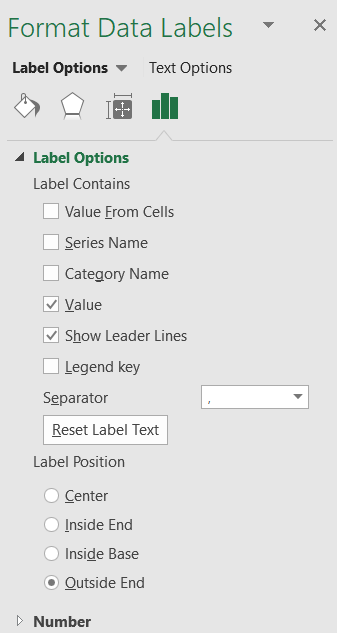 Format Data Labels
Label Options Text Options
Label Options
Label Contains
Value From Cells
Series Name
Category Name
Value
Show Leader Lines
Legend key
Separator ,
Reset Label Text
Label Position
Center
Inside End
Inside Base
Outside End
Number